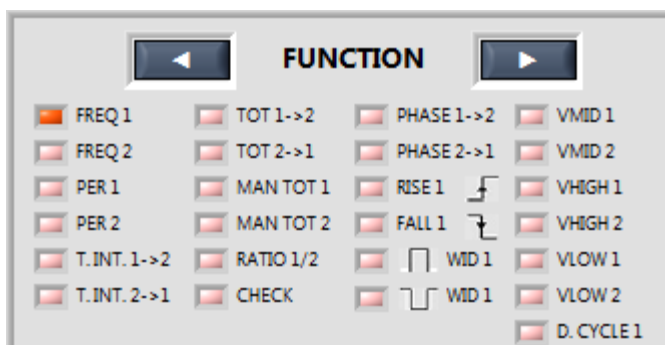 FUNCTION
FREQ 1 TOT 1->2 PHASE 1->2 VMID 1
FREQ 2 TOT 2->1 PHASE 2->1 VMID 2
PER 1 MAN TOT 1 RISE 1 VHIGH 1
PER 2 MAN TOT 2 FALL 1 VHIGH 2
T. INT. 1->2 RATIO 1/2 WID 1 VLOW 1
T. INT. 2->1 CHECK WID 1 VLOW 2
D. CYCLE 1